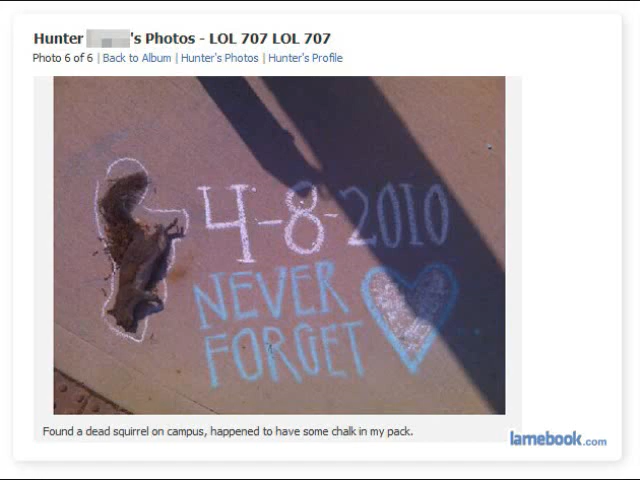 Hunter 's Photos - LOL 707 LOL 707
Photo 6 of 6 | Back to Album | Hunter's Photos | Hunter's Profile
4-8-2010
NEVER
FORGET
Found a dead squirrel on campus, happened to have some chalk in my pack.
lamebook.com